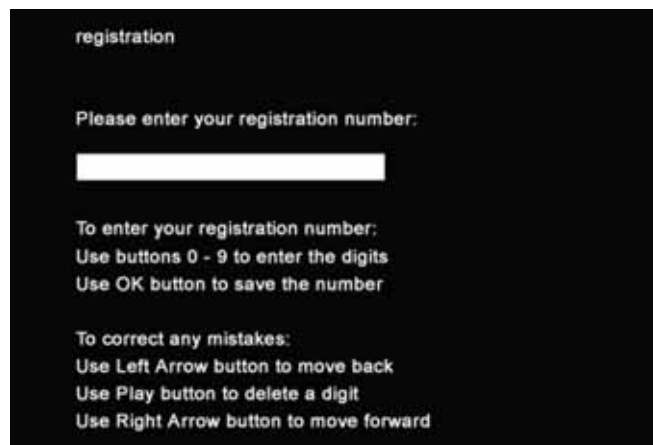 registration
Please enter your registration number:
To enter your registration number:
Use buttons 0 - 9 to enter the digits
Use OK button to save the number
To correct any mistakes:
Use Left Arrow button to move back
Use Play button to delete a digit
Use Right Arrow button to move forward